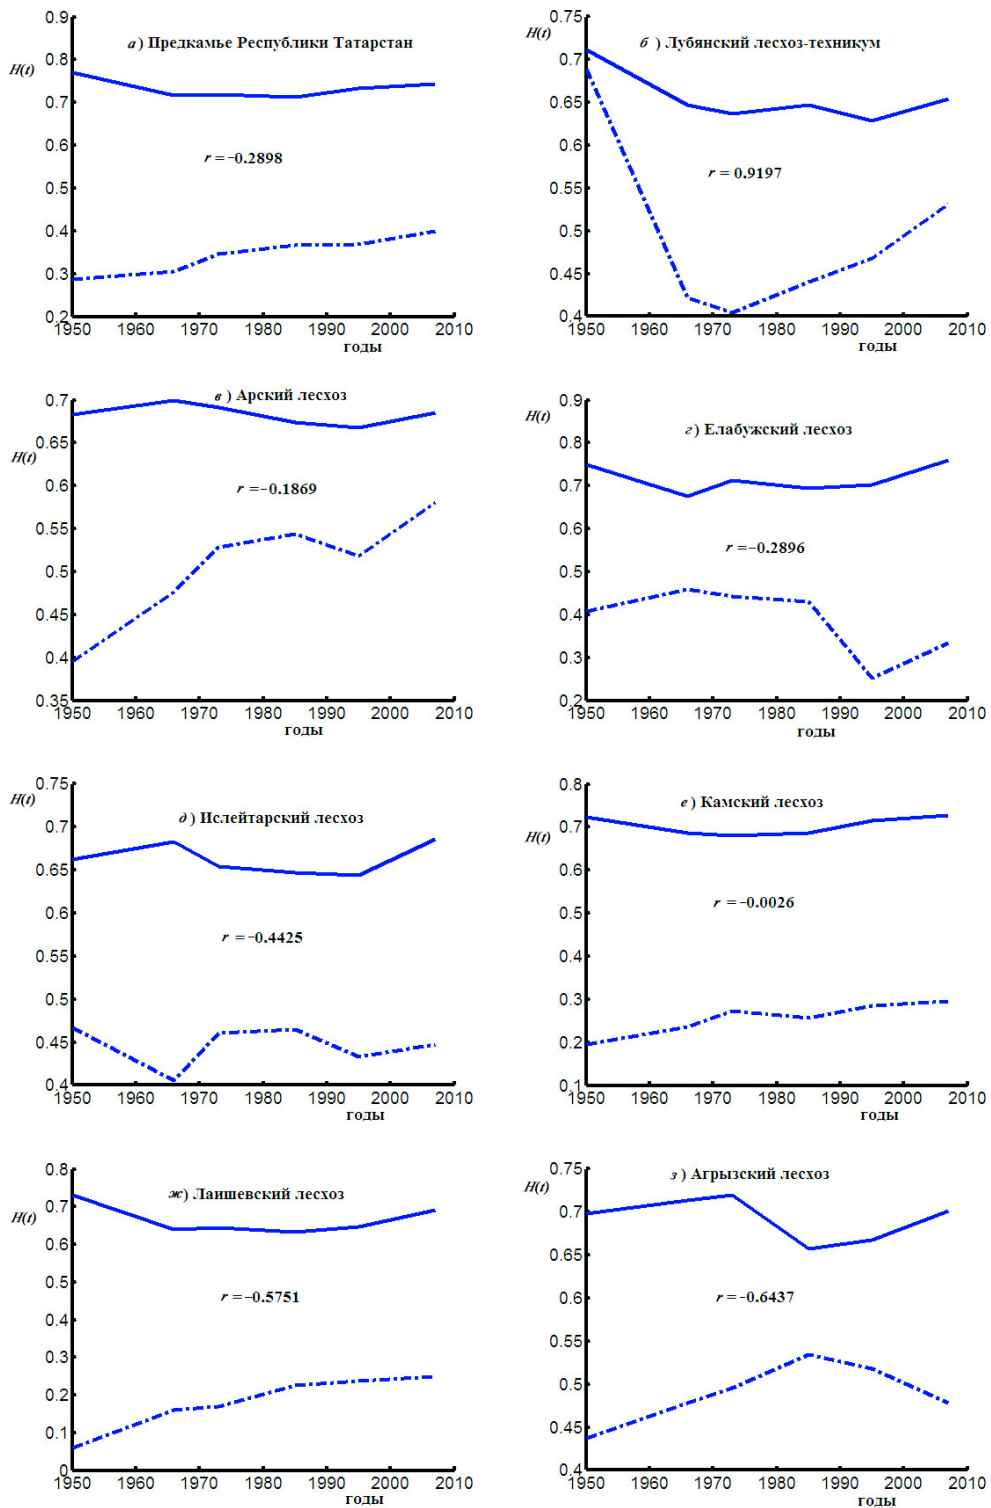 а ) Предкамье Республики Татарстан
H(t)
0.9
0.8
0.7
0.6
0.5
0.4
0.3
0.2
r = -0.2898
1950 1960 1970 1980 1990 2000 2010
годы
б ) Лубянский лесхоз-техникум
H(t)
0.75
0.7
0.65
0.6
0.55
0.5
0.45
0.4
r = 0.9197
1950 1960 1970 1980 1990 2000 2010
годы
в ) Арский лесхоз
H(t)
0.7
0.65
0.6
0.55
0.5
0.45
0.4
0.35
r =-0.1869
1950 1960 1970 1980 1990 2000 2010
годы
г ) Елабужский лесхоз
H(t)
0.9
0.8
0.7
0.6
0.5
0.4
0.3
0.2
r =-0.2896
1950 1960 1970 1980 1990 2000 2010
годы
д ) Ислейтарский лесхоз
H(t)
0.75
0.7
0.65
0.6
0.55
0.5
0.45
0.4
r =-0.4425
1950 1960 1970 1980 1990 2000 2010
годы
е ) Камский лесхоз
H(t)
0.8
0.7
0.6
0.5
0.4
0.3
0.2
0.1
r = -0.0026
1950 1960 1970 1980 1990 2000 2010
годы
ж) Лаишевский лесхоз
H(t)
0.8
0.7
0.6
0.5
0.4
0.3
0.2
0.1
0
r =-0.5751
1950 1960 1970 1980 1990 2000 2010
годы
з ) Агрызский лесхоз
H(t)
0.75
0.7
0.65
0.6
0.55
0.5
0.45
0.4
r =-0.6437
1950 1960 1970 1980 1990 2000 2010
годы